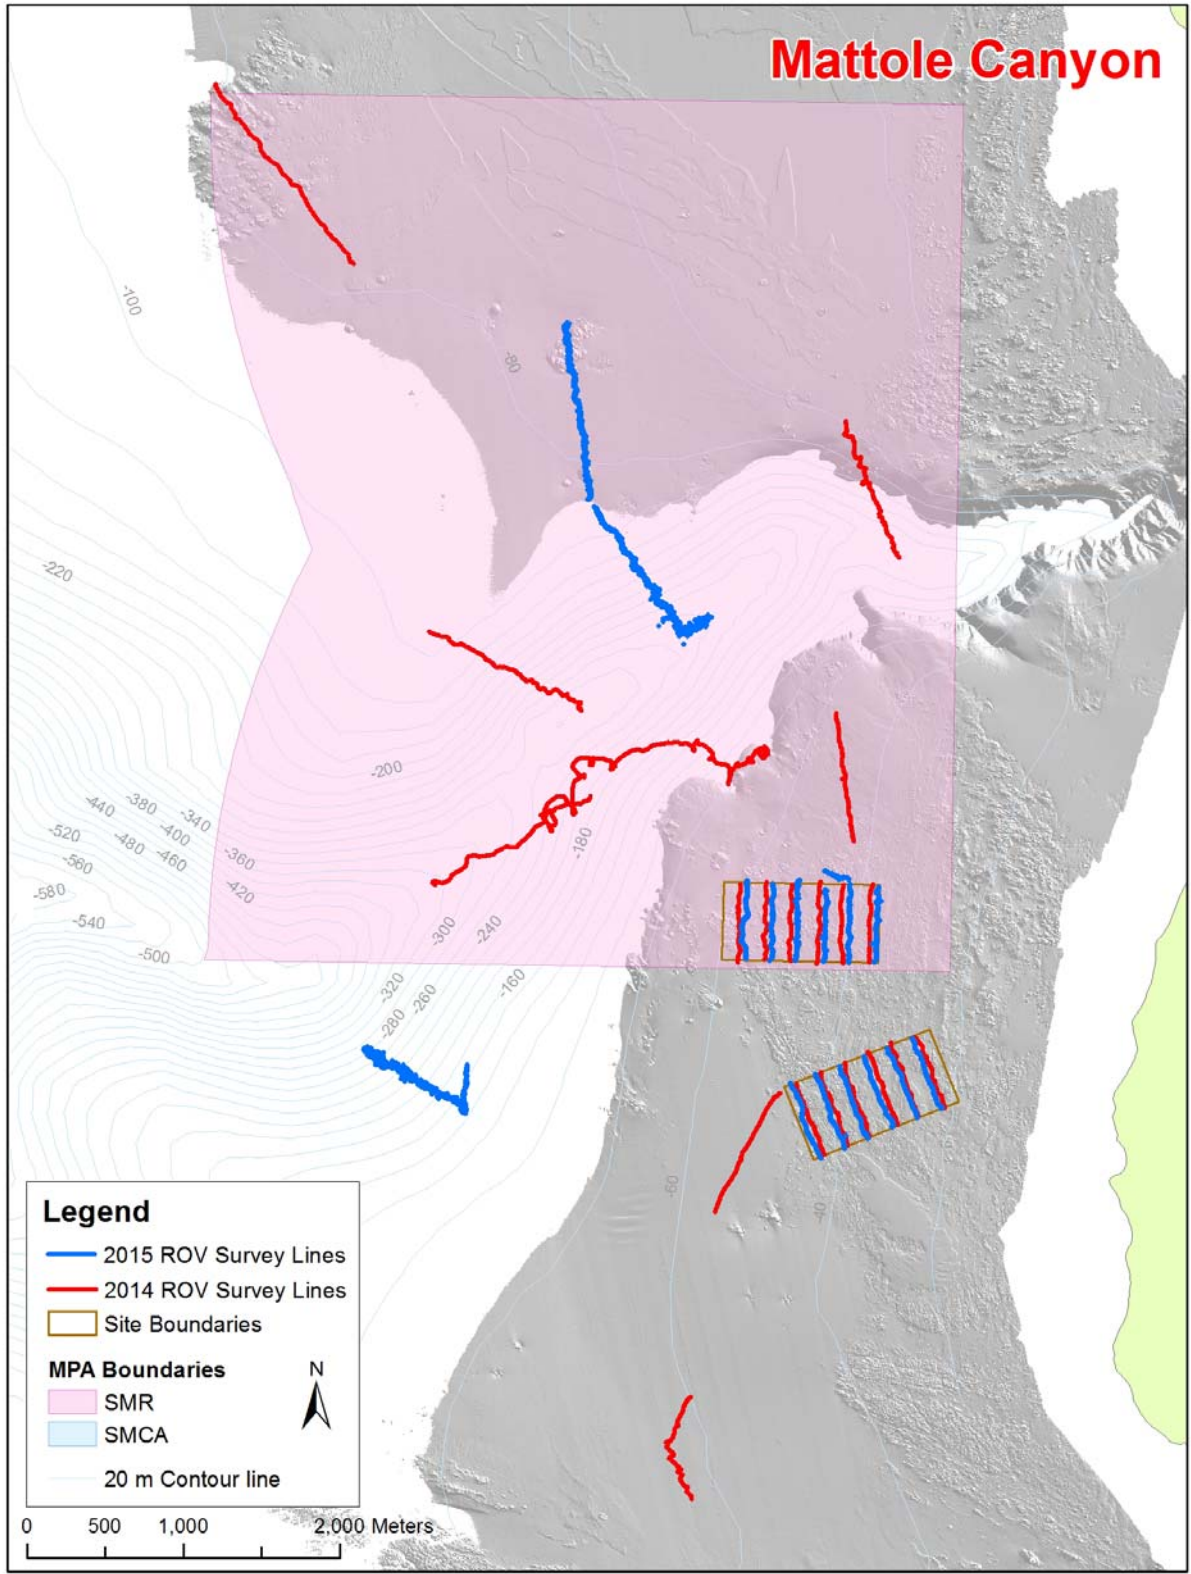 Mattole Canyon
-100
-80
-220
-200
-440
-380
-340
-520
-480
-400
-460
-360
-560
-580
-420
-540
-500
-180
-300
-240
-320
-260
-280
-160
-60
-40
Legend
2015 ROV Survey Lines
2014 ROV Survey Lines
Site Boundaries
MPA Boundaries
SMR
SMCA
20 m Contour line
N
0 500 1,000 2,000 Meters